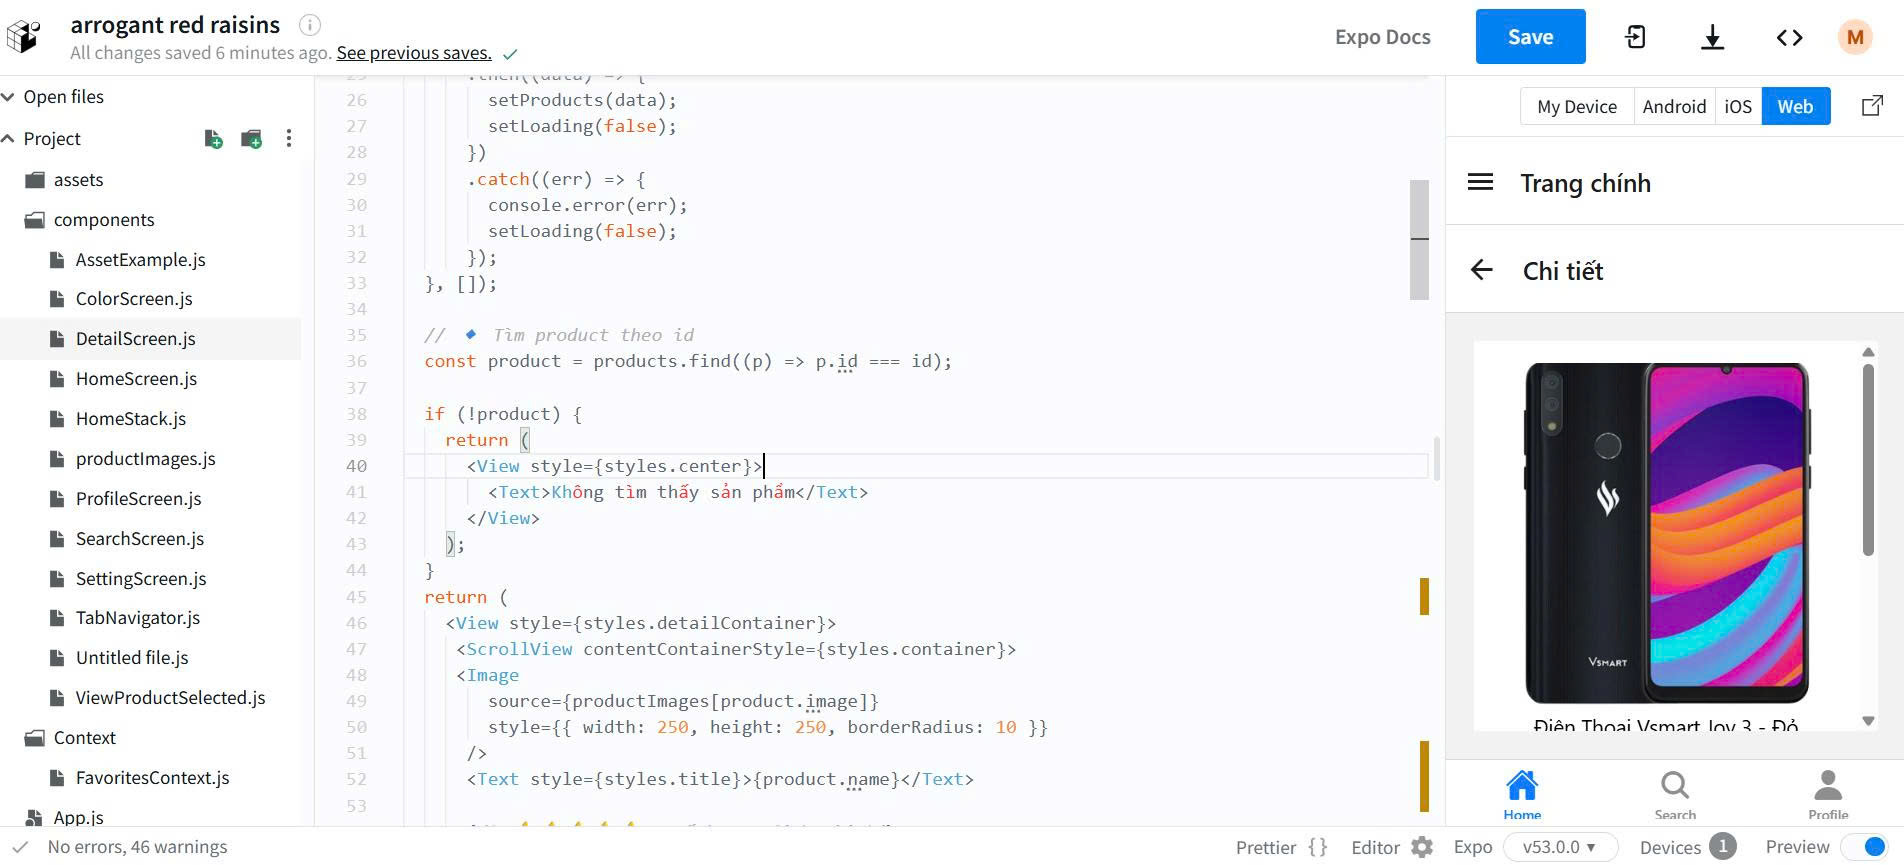 arrogant red raisins
All changes saved 6 minutes ago. See previous saves.
Expo Docs
Save
M
Open files
Project
assets
components
AssetExample.js
ColorScreen.js
DetailScreen.js
HomeScreen.js
HomeStack.js
productImages.js
ProfileScreen.js
SearchScreen.js
SettingScreen.js
TabNavigator.js
Untitled file.js
ViewProductSelected.js
Context
FavoritesContext.js
App.js
25 .then((data) => {
26 setProducts(data);
27 setLoading(false);
28 })
29 .catch((err) => {
30 console.error(err);
31 setLoading(false);
32 });
33 }, []);
34
35 // 🔹 Tìm product theo id
36 const product = products.find((p) => p.id === id);
37
38 if (!product) {
39 return (
40 <View style={styles.center}>
41 <Text>Không tìm thấy sản phẩm</Text>
42 </View>
43 );
44 }
45 return (
46 <View style={styles.detailContainer}>
47 <ScrollView contentContainerStyle={styles.container}>
48 <Image
49 source={productImages[product.image]}
50 style={{ width: 250, height: 250, borderRadius: 10 }}
51 />
52 <Text style={styles.title}>{product.name}</Text>
53
My Device Android iOS Web
Trang chính
Chi tiết
VSMART
Điện Thoại Vsmart Joy 3 - Đỏ
Home Search Profile
No errors, 46 warnings
Prettier {} Editor Expo v53.0.0 ▾ Devices 1 Preview